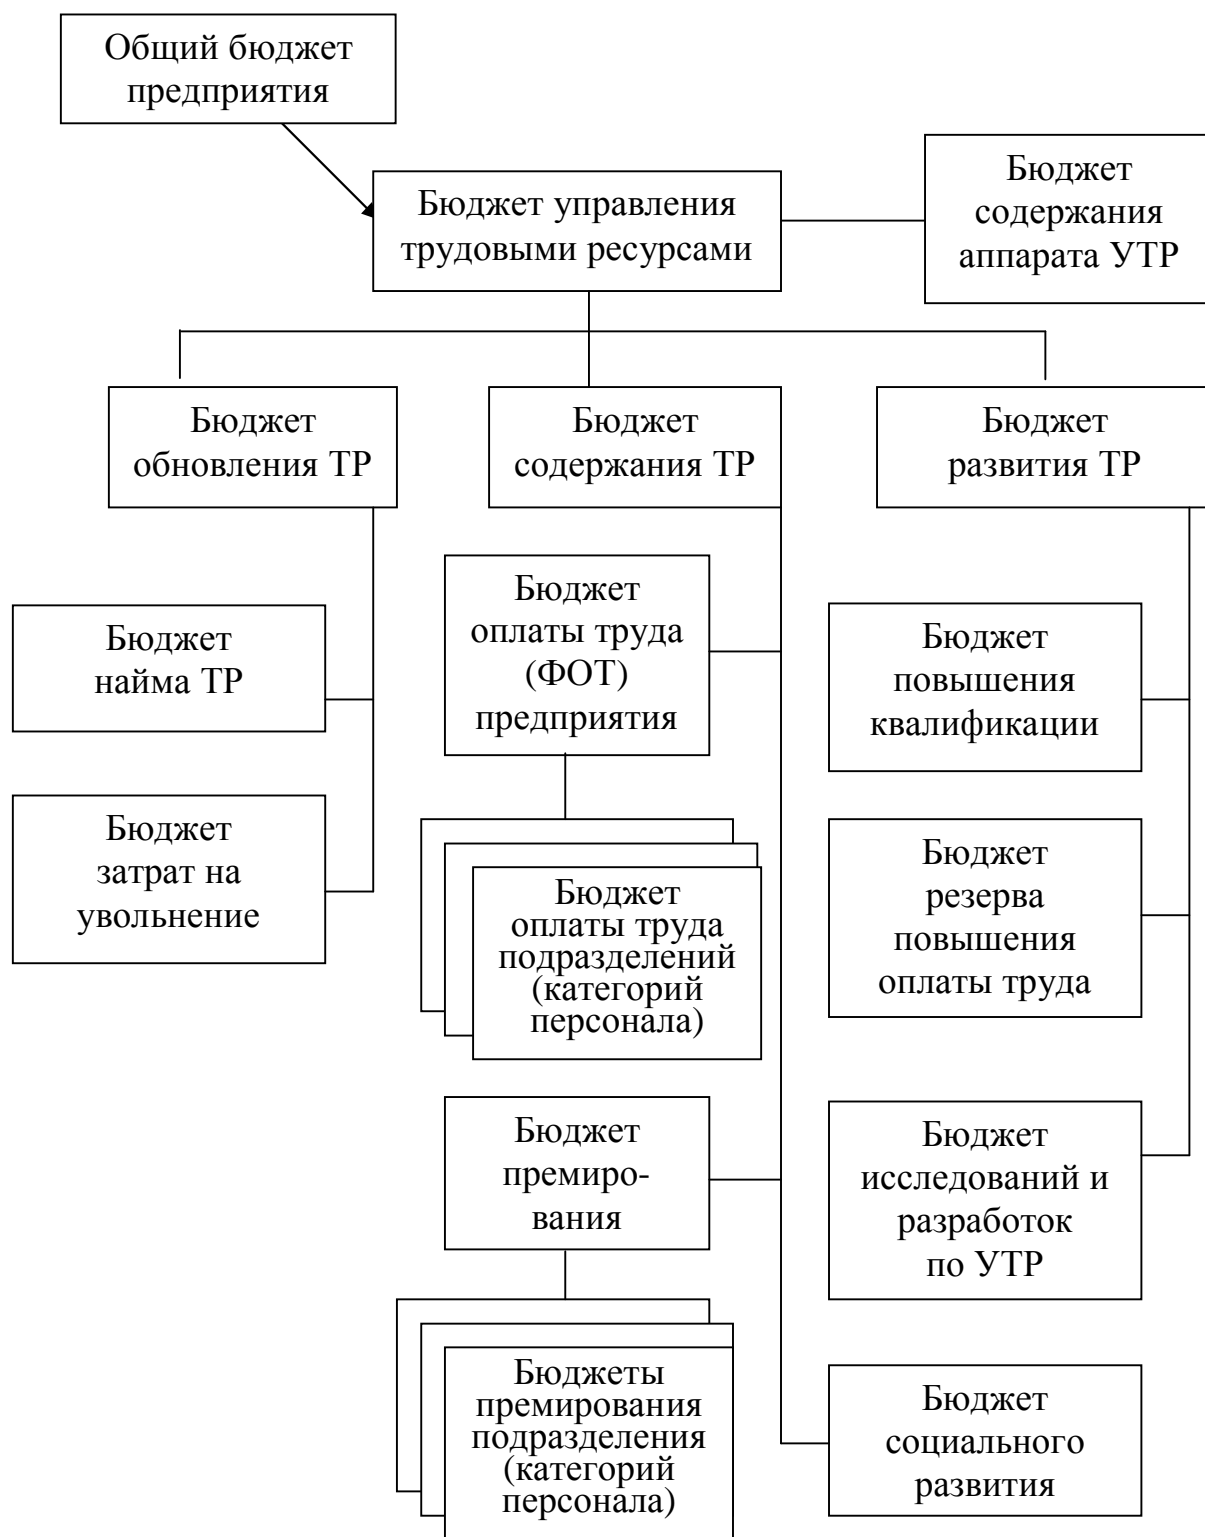 Общий бюджет
предприятия
Бюджет управления
трудовыми ресурсами
Бюджет
содержания
аппарата УТР
Бюджет
обновления ТР
Бюджет
содержания ТР
Бюджет
развития ТР
Бюджет
найма ТР
Бюджет
затрат на
увольнение
Бюджет
оплаты труда
(ФОТ)
предприятия
Бюджет
оплаты труда
подразделений
(категорий
персонала)
Бюджет
премиро-
вания
Бюджеты
премирования
подразделения
(категорий
персонала)
Бюджет
повышения
квалификации
Бюджет
резерва
повышения
оплаты труда
Бюджет
исследований и
разработок
по УТР
Бюджет
социального
развития